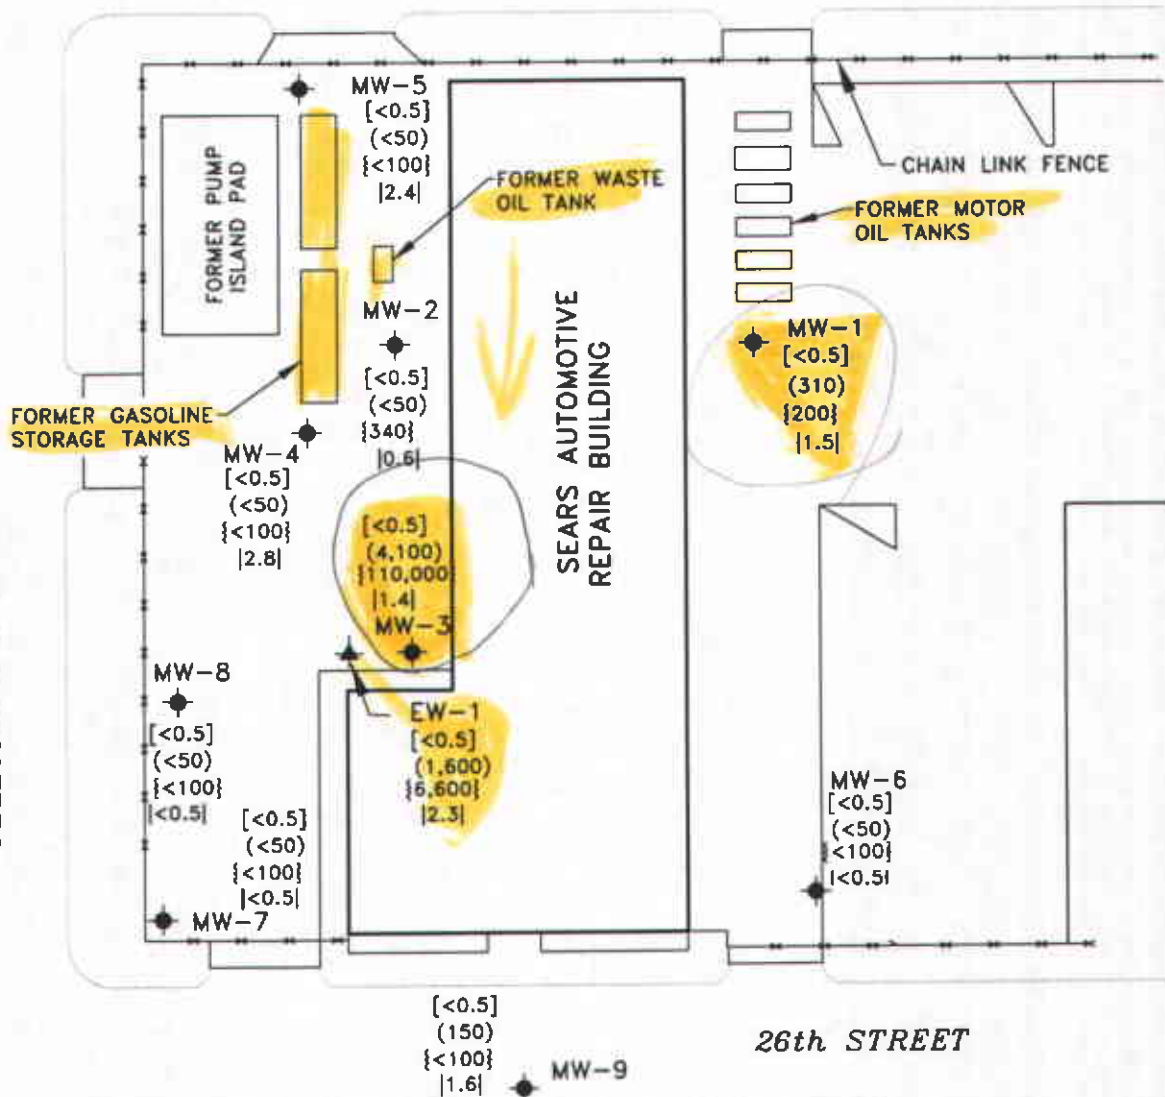 MW-5
[<0.5]
(<50)
{<100}
|2.4|
FORMER PUMP
ISLAND PAD
FORMER WASTE
OIL TANK
CHAIN LINK FENCE
FORMER MOTOR
OIL TANKS
MW-2
[<0.5]
(<50)
{340}
|0.6|
SEARS AUTOMOTIVE
REPAIR BUILDING
MW-1
[<0.5]
(310)
{200}
|1.5|
FORMER GASOLINE
STORAGE TANKS
MW-4
[<0.5]
(<50)
{<100}
|2.8|
[<0.5]
(4,100)
{110,000}
|1.4|
MW-3
MW-8
[<0.5]
(<50)
{<100}
|<0.5|
EW-1
[<0.5]
(1,600)
{6,600}
|2.3|
[<0.5]
(<50)
{<100}
|<0.5|
MW-7
MW-6
[<0.5]
(<50)
{<100}
|<0.5|
[<0.5]
(150)
{<100}
|1.6|
MW-9
26th STREET